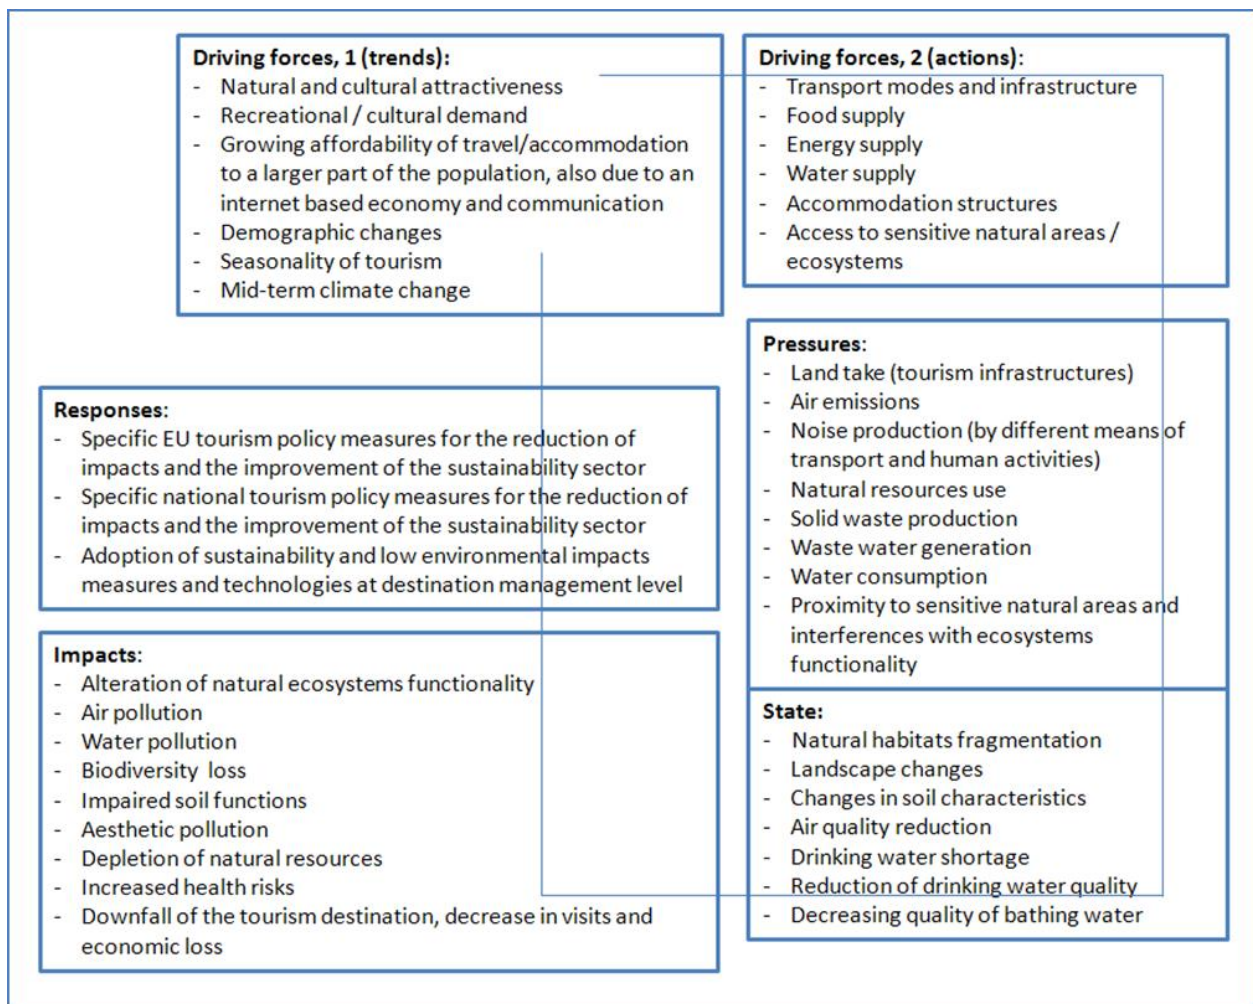 Driving forces, 1 (trends):
- Natural and cultural attractiveness
- Recreational / cultural demand
- Growing affordability of travel/accommodation
to a larger part of the population, also due to an
internet based economy and communication
- Demographic changes
- Seasonality of tourism
- Mid-term climate change
Driving forces, 2 (actions):
- Transport modes and infrastructure
- Food supply
- Energy supply
- Water supply
- Accommodation structures
- Access to sensitive natural areas /
ecosystems
Pressures:
- Land take (tourism infrastructures)
- Air emissions
- Noise production (by different means of
transport and human activities)
- Natural resources use
- Solid waste production
- Waste water generation
- Water consumption
- Proximity to sensitive natural areas and
interferences with ecosystems
functionality
State:
- Natural habitats fragmentation
- Landscape changes
- Changes in soil characteristics
- Air quality reduction
- Drinking water shortage
- Reduction of drinking water quality
- Decreasing quality of bathing water
Responses:
- Specific EU tourism policy measures for the reduction of
impacts and the improvement of the sustainability sector
- Specific national tourism policy measures for the reduction of
impacts and the improvement of the sustainability sector
- Adoption of sustainability and low environmental impacts
measures and technologies at destination management level
Impacts:
- Alteration of natural ecosystems functionality
- Air pollution
- Water pollution
- Biodiversity loss
- Impaired soil functions
- Aesthetic pollution
- Depletion of natural resources
- Increased health risks
- Downfall of the tourism destination, decrease in visits and
economic loss